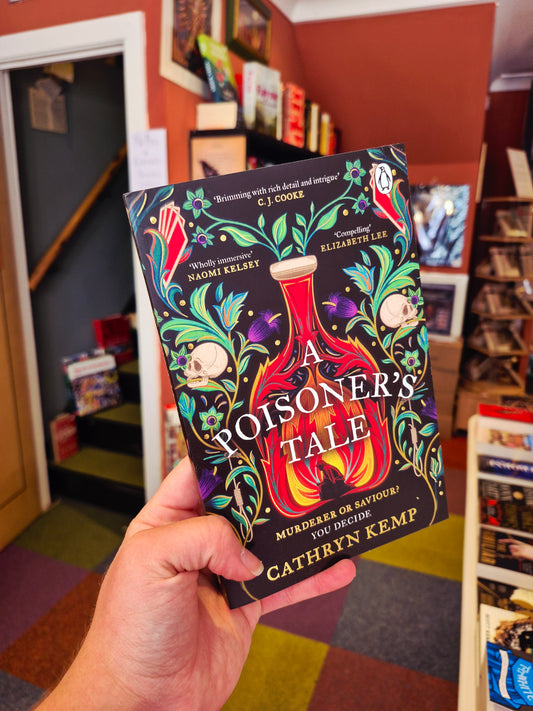 'Brimming with rich detail and intrigue'
C. J. COOKE
'Wholly immersive'
NAOMI KELSEY
'Compelling'
ELIZABETH LEE
A
POISONER'S
TALE
MURDERER OR SAVIOUR?
YOU DECIDE
CATHRYN KEMP